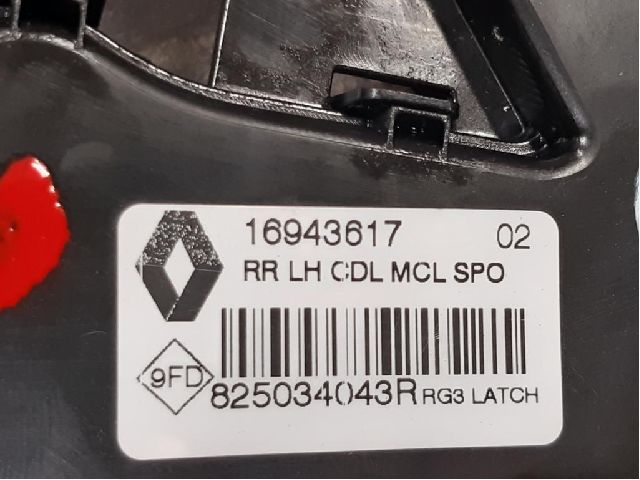 16943617 02
RR LH CDL MCL SPO
9FD
825034043R RG3 LATCH